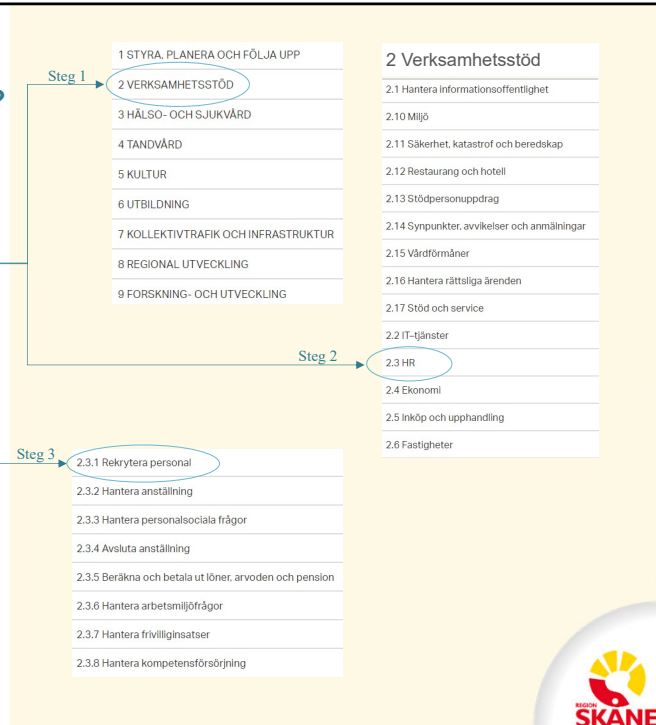 Steg 1
1 STYRA, PLANERA OCH FÖLJA UPP
2 VERKSAMHETSSTÖD
3 HÄLSO- OCH SJUKVÅRD
4 TANDVÅRD
5 KULTUR
6 UTBILDNING
7 KOLLEKTIVTRAFIK OCH INFRASTRUKTUR
8 REGIONAL UTVECKLING
9 FORSKNING- OCH UTVECKLING
Steg 2
2 Verksamhetsstöd
2.1 Hantera informationsoffentlighet
2.10 Miljö
2.11 Säkerhet, katastrof och beredskap
2.12 Restaurang och hotell
2.13 Stödpersonuppdrag
2.14 Synpunkter, avvikelser och anmälningar
2.15 Vårdförmåner
2.16 Hantera rättsliga ärenden
2.17 Stöd och service
2.2 IT–tjänster
2.3 HR
2.4 Ekonomi
2.5 Inköp och upphandling
2.6 Fastigheter
Steg 3
2.3.1 Rekrytera personal
2.3.2 Hantera anställning
2.3.3 Hantera personalsociala frågor
2.3.4 Avsluta anställning
2.3.5 Beräkna och betala ut löner, arvoden och pension
2.3.6 Hantera arbetsmiljöfrågor
2.3.7 Hantera frivilliginsatser
2.3.8 Hantera kompetensförsörjning
REGION
SKÅNE